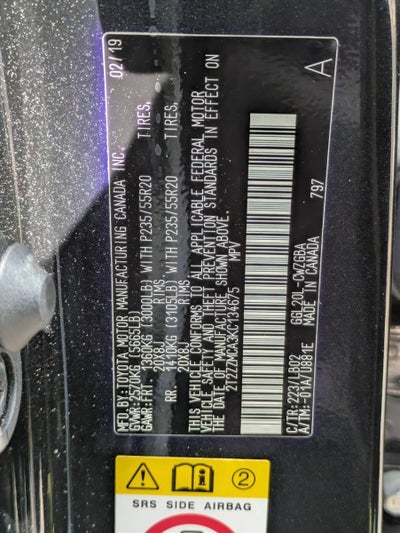 MFD. BY: TOYOTA MOTOR MANUFACTURING CANADA INC. 02/19
GVWR: 2570KG (5665LB)
GAWR: FRT. 1360KG (3000LB) WITH P235/55R20 TIRES,
20X8J RIMS
RR. 1410KG (3105LB) WITH P235/55R20 TIRES,
20X8J RIMS
THIS VEHICLE CONFORMS TO ALL APPLICABLE FEDERAL MOTOR
VEHICLE SAFETY AND THEFT PREVENTION STANDARDS IN EFFECT ON
THE DATE OF MANUFACTURE SHOWN ABOVE.
2T2ZZMCA3KC134675 MPV
A
797
C/TR: 222/LB02 GGL20L-CWZGBA
A/TM: -01A/U881E MADE IN CANADA
2
SRS SIDE AIRBAG